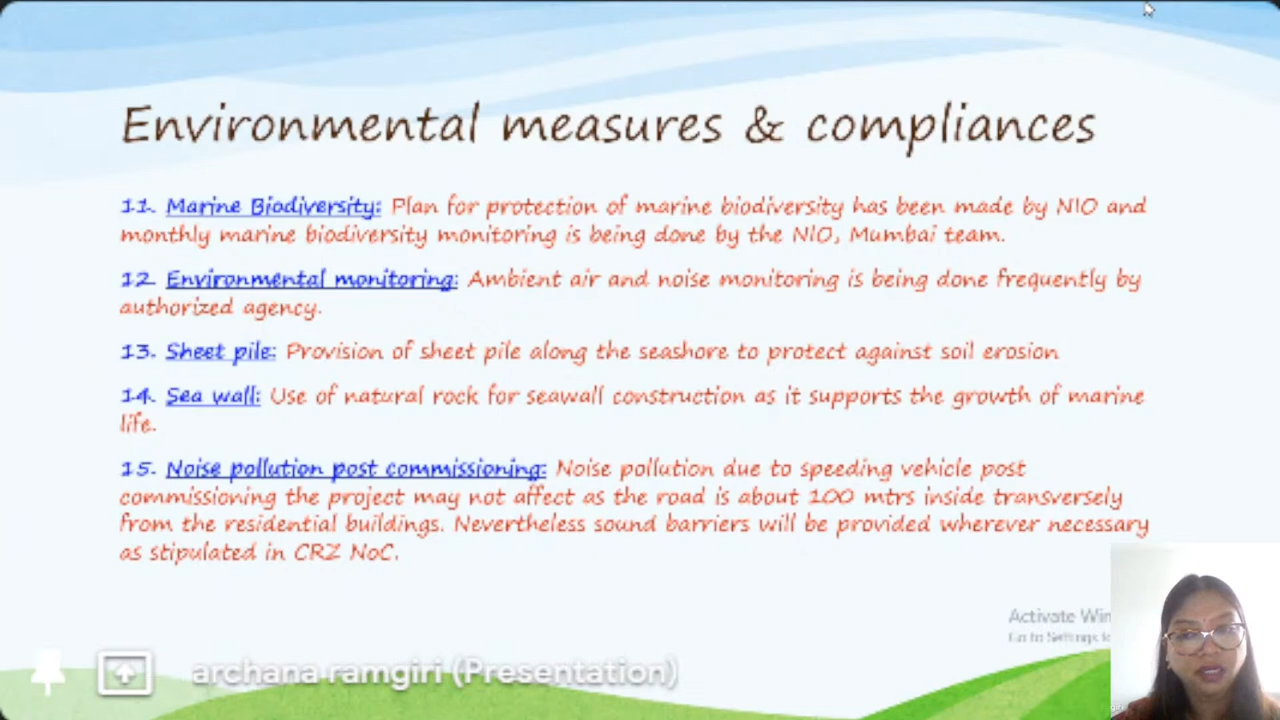 Environmental measures & compliances
11. Marine Biodiversity: Plan for protection of marine biodiversity has been made by NIO and
monthly marine biodiversity monitoring is being done by the NIO, Mumbai team.
12. Environmental monitoring: Ambient air and noise monitoring is being done frequently by
authorized agency.
13. Sheet pile: Provision of sheet pile along the seashore to protect against soil erosion
14. Sea wall: Use of natural rock for seawall construction as it supports the growth of marine
life.
15. Noise pollution post commissioning: Noise pollution due to speeding vehicle post
commissioning the project may not affect as the road is about 100 mtrs inside transversely
from the residential buildings. Nevertheless sound barriers will be provided wherever necessary
as stipulated in CRZ NoC.
Activate Win
Go to Settings to
archana ramgiri (Presentation)